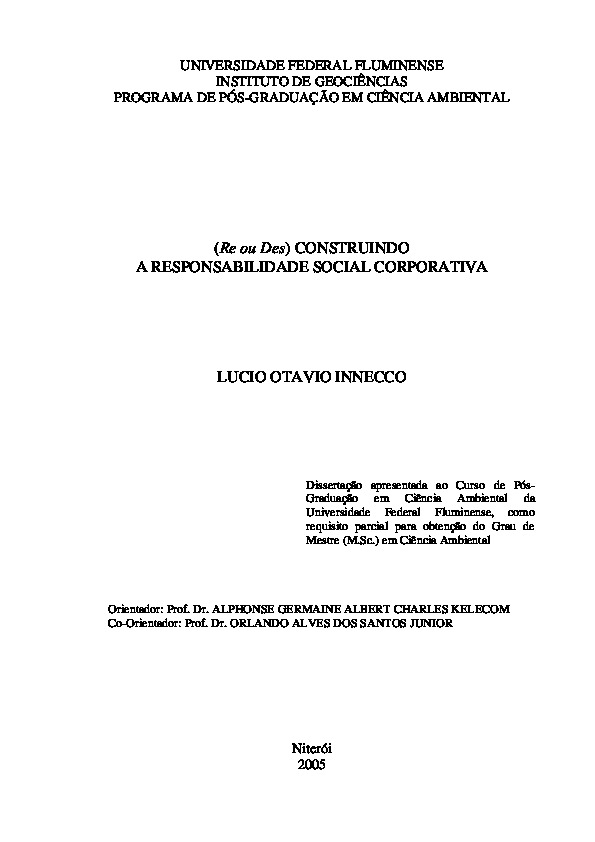 UNIVERSIDADE FEDERAL FLUMINENSE
INSTITUTO DE GEOCIÊNCIAS
PROGRAMA DE PÓS-GRADUAÇÃO EM CIÊNCIA AMBIENTAL
(Re ou Des) CONSTRUINDO
A RESPONSABILIDADE SOCIAL CORPORATIVA
LUCIO OTAVIO INNECCO
Dissertação apresentada ao Curso de Pós-
Graduação em Ciência Ambiental da
Universidade Federal Fluminense, como
requisito parcial para obtenção do Grau de
Mestre (M.Sc.) em Ciência Ambiental
Orientador: Prof. Dr. ALPHONSE GERMAINE ALBERT CHARLES KELECOM
Co-Orientador: Prof. Dr. ORLANDO ALVES DOS SANTOS JUNIOR
Niterói
2005